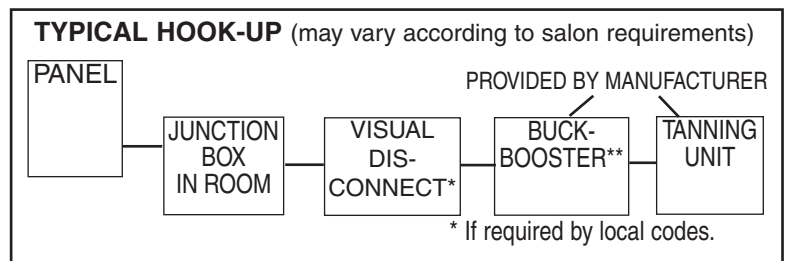 TYPICAL HOOK-UP (may vary according to salon requirements)
PANEL
PROVIDED BY MANUFACTURER
JUNCTION
BOX
IN ROOM
VISUAL
DIS-
CONNECT*
BUCK-
BOOSTER**
TANNING
UNIT
* If required by local codes.